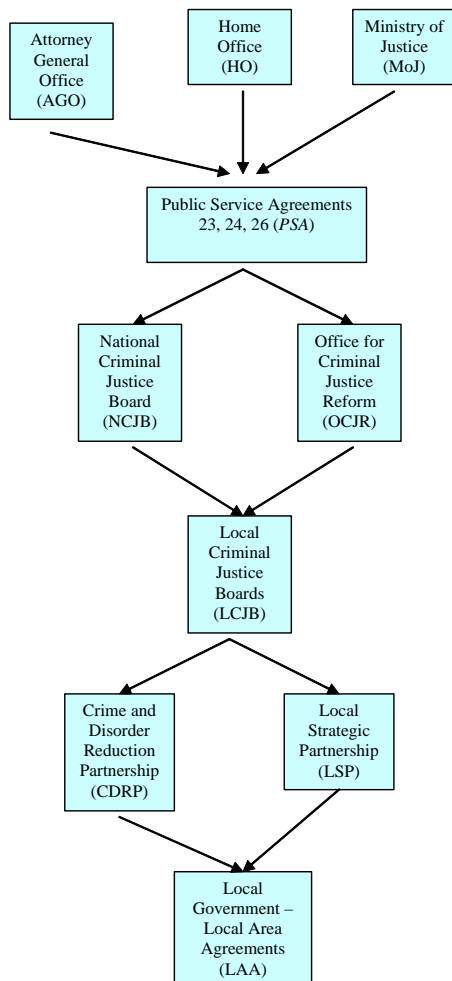 Attorney
General
Office
(AGO)
Home
Office
(HO)
Ministry of
Justice
(MoJ)
Public Service Agreements
23, 24, 26 (PSA)
National
Criminal
Justice
Board
(NCJB)
Office for
Criminal
Justice
Reform
(OCJR)
Local
Criminal
Justice
Boards
(LCJB)
Crime and
Disorder
Reduction
Partnership
(CDRP)
Local
Strategic
Partnership
(LSP)
Local
Government –
Local Area
Agreements
(LAA)